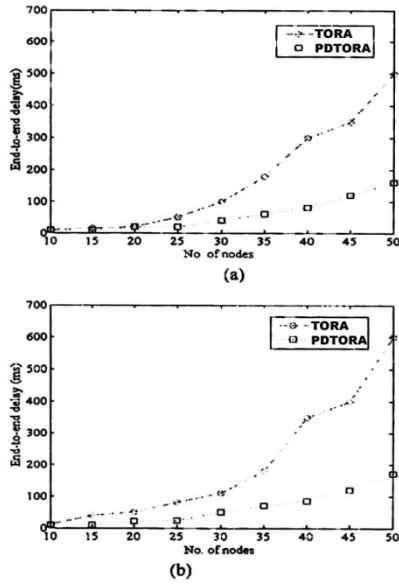 700
600
500
400
300
200
100
10 15 20 25 30 35 40 45 50
End-to-end delay(ms)
No. of nodes
TORA
PDTORA
(a)
700
600
500
400
300
200
100
0
10 15 20 25 30 35 40 45 50
End-to-end delay (ms)
No. of nodes
TORA
PDTORA
(b)